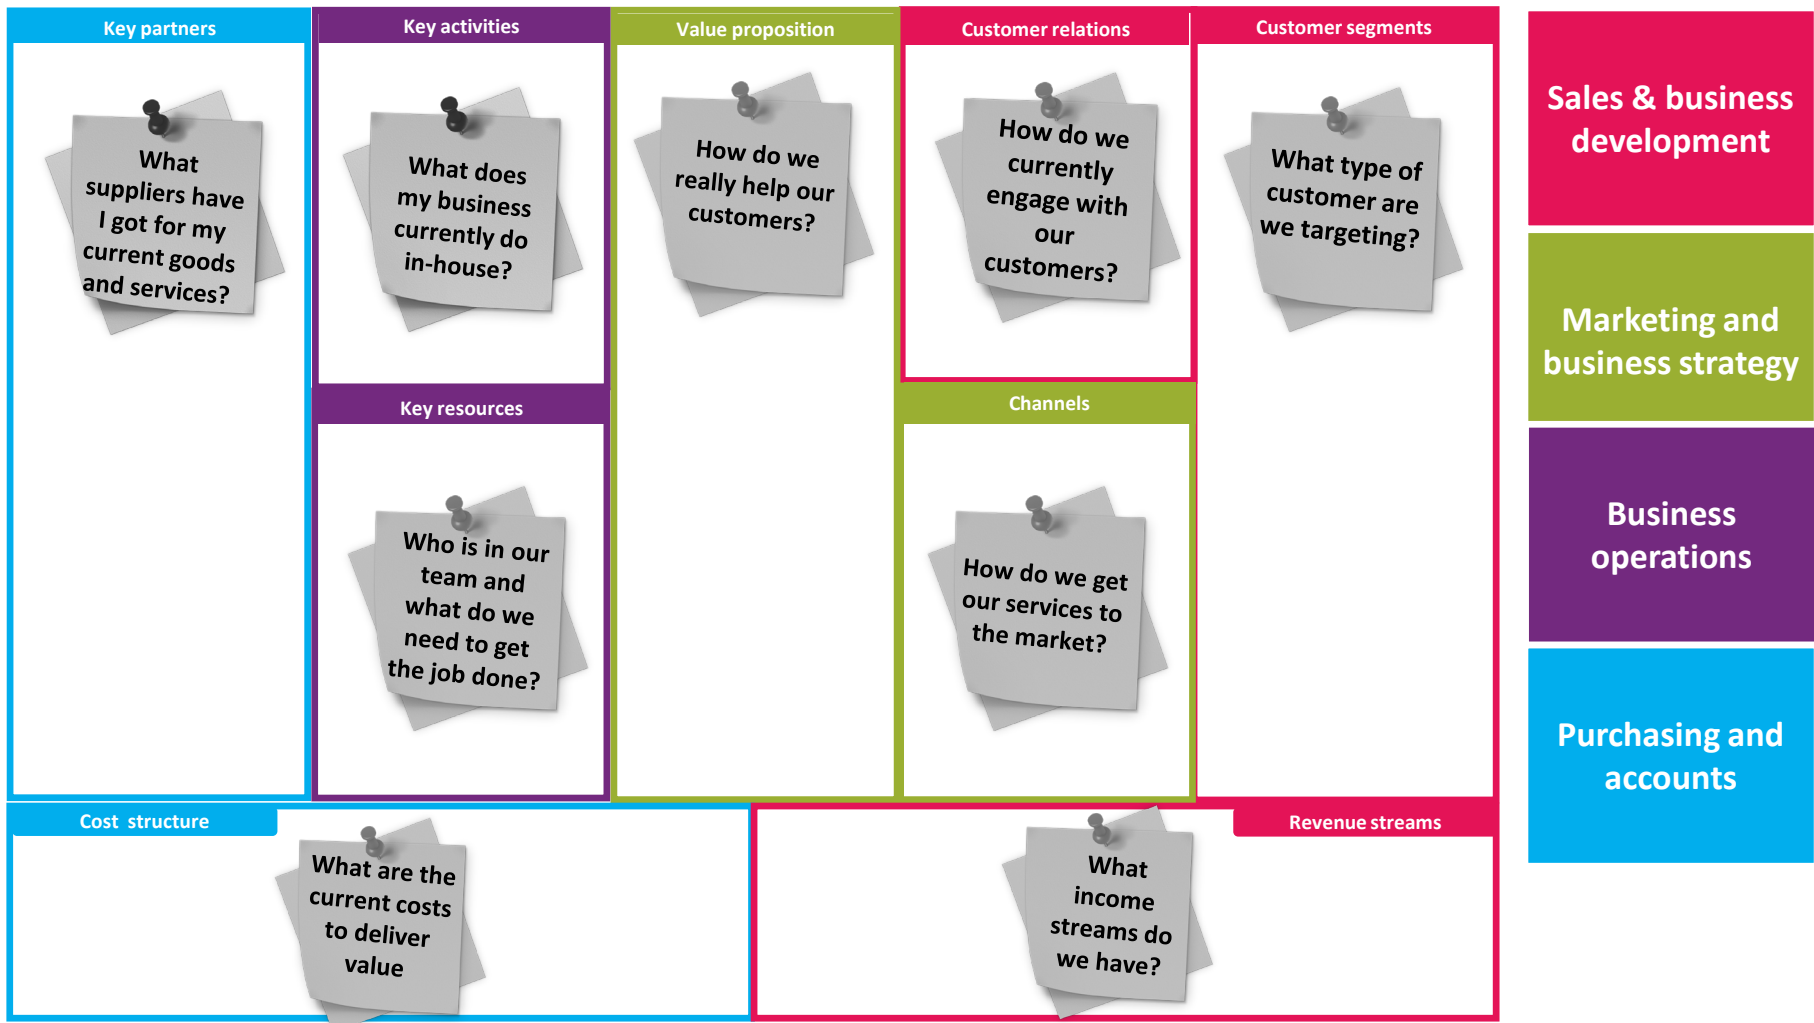 Key partners
What
suppliers have
I got for my
current goods
and services?
Key activities
What does
my business
currently do
in-house?
Key resources
Who is in our
team and
what do we
need to get
the job done?
Value proposition
How do we
really help our
customers?
Customer relations
How do we
currently
engage with
our
customers?
Channels
How do we get
our services to
the market?
Customer segments
What type of
customer are
we targeting?
Cost structure
What are the
current costs
to deliver
value
Revenue streams
What
income
streams do
we have?
Sales & business
development
Marketing and
business strategy
Business
operations
Purchasing and
accounts